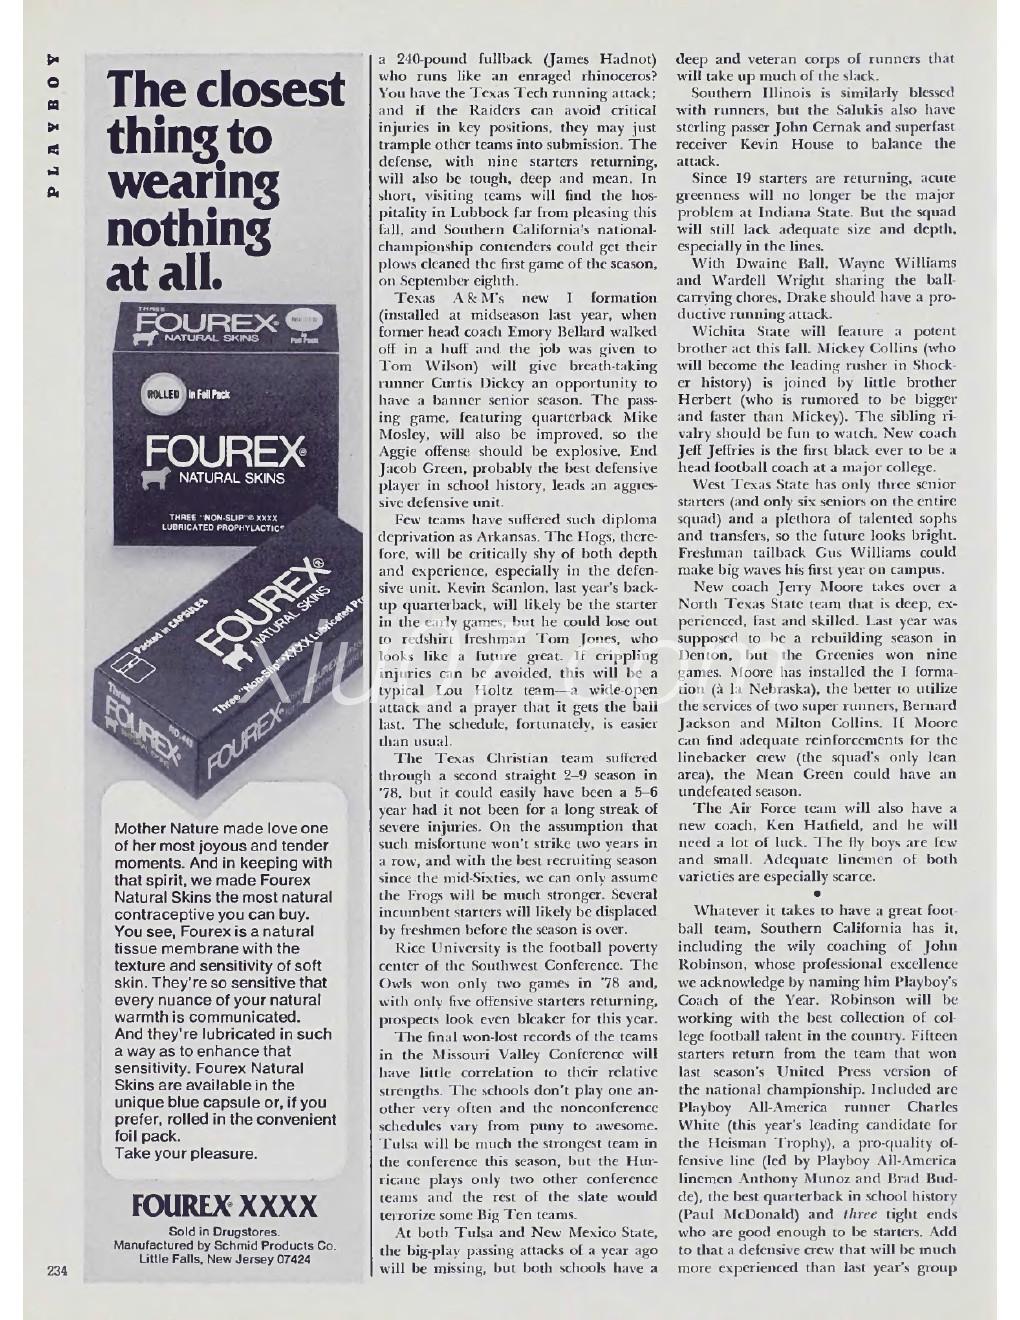 PLAYBOY
The closest
thing to
wearing
nothing
at all.
THREE
FOUREX®
NATURAL SKINS
Foil Pack
ROLLED In Foil Pack
FOUREX®
NATURAL SKINS
THREE "NON-SLIP"® XXXX
LUBRICATED PROPHYLACTIC*
Packed in CAPSULES
FOUREX®
NATURAL SKINS
Three "Non-Slip" XXXX Lubricated
Three
FOUREX®
FOUREX®
Mother Nature made love one
of her most joyous and tender
moments. And in keeping with
that spirit, we made Fourex
Natural Skins the most natural
contraceptive you can buy.
You see, Fourex is a natural
tissue membrane with the
texture and sensitivity of soft
skin. They're so sensitive that
every nuance of your natural
warmth is communicated.
And they're lubricated in such
a way as to enhance that
sensitivity. Fourex Natural
Skins are available in the
unique blue capsule or, if you
prefer, rolled in the convenient
foil pack.
Take your pleasure.
FOUREX® XXXX
Sold in Drugstores.
Manufactured by Schmid Products Co.
Little Falls, New Jersey 07424
234
a 240-pound fullback (James Hadnot)
who runs like an enraged rhinoceros?
You have the Texas Tech running attack;
and if the Raiders can avoid critical
injuries in key positions, they may just
trample other teams into submission. The
defense, with nine starters returning,
will also be tough, deep and mean. In
short, visiting teams will find the hos-
pitality in Lubbock far from pleasing this
fall, and Southern California's national-
championship contenders could get their
plows cleaned the first game of the season,
on September eighth.
Texas A & M's new I formation
(installed at midseason last year, when
former head coach Emory Bellard walked
off in a huff and the job was given to
Tom Wilson) will give breath-taking
runner Curtis Dickey an opportunity to
have a banner senior season. The pass-
ing game, featuring quarterback Mike
Mosley, will also be improved, so the
Aggie offense should be explosive. End
Jacob Green, probably the best defensive
player in school history, leads an aggres-
sive defensive unit.
Few teams have suffered such diploma
deprivation as Arkansas. The Hogs, there-
fore, will be critically shy of both depth
and experience, especially in the defen-
sive unit. Kevin Scanlon, last year's back-
up quarterback, will likely be the starter
in the early games, but he could lose out
to redshirt freshman Tom Jones, who
looks like a future great. If crippling
injuries can be avoided, this will be a
typical Lou Holtz team—a wide-open
attack and a prayer that it gets the ball
last. The schedule, fortunately, is easier
than usual.
The Texas Christian team suffered
through a second straight 2–9 season in
'78, but it could easily have been a 5–6
year had it not been for a long streak of
severe injuries. On the assumption that
such misfortune won't strike two years in
a row, and with the best recruiting season
since the mid-Sixties, we can only assume
the Frogs will be much stronger. Several
incumbent starters will likely be displaced
by freshmen before the season is over.
Rice University is the football poverty
center of the Southwest Conference. The
Owls won only two games in '78 and,
with only five offensive starters returning,
prospects look even bleaker for this year.
The final won-lost records of the teams
in the Missouri Valley Conference will
have little correlation to their relative
strengths. The schools don't play one an-
other very often and the nonconference
schedules vary from puny to awesome.
Tulsa will be much the strongest team in
the conference this season, but the Hur-
ricane plays only two other conference
teams and the rest of the slate would
terrorize some Big Ten teams.
At both Tulsa and New Mexico State,
the big-play passing attacks of a year ago
will be missing, but both schools have a
deep and veteran corps of runners that
will take up much of the slack.
Southern Illinois is similarly blessed
with runners, but the Salukis also have
sterling passer John Cernak and superfast
receiver Kevin House to balance the
attack.
Since 19 starters are returning, acute
greenness will no longer be the major
problem at Indiana State. But the squad
will still lack adequate size and depth,
especially in the lines.
With Dwaine Ball, Wayne Williams
and Wardell Wright sharing the ball-
carrying chores, Drake should have a pro-
ductive running attack.
Wichita State will feature a potent
brother act this fall. Mickey Collins (who
will become the leading rusher in Shock-
er history) is joined by little brother
Herbert (who is rumored to be bigger
and faster than Mickey). The sibling ri-
valry should be fun to watch. New coach
Jeff Jeffries is the first black ever to be a
head football coach at a major college.
West Texas State has only three senior
starters (and only six seniors on the entire
squad) and a plethora of talented sophs
and transfers, so the future looks bright.
Freshman tailback Gus Williams could
make big waves his first year on campus.
New coach Jerry Moore takes over a
North Texas State team that is deep, ex-
perienced, fast and skilled. Last year was
supposed to be a rebuilding season in
Denton, but the Greenies won nine
games. Moore has installed the I forma-
tion (à la Nebraska), the better to utilize
the services of two super runners, Bernard
Jackson and Milton Collins. If Moore
can find adequate reinforcements for the
linebacker crew (the squad's only lean
area), the Mean Green could have an
undefeated season.
The Air Force team will also have a
new coach, Ken Hatfield, and he will
need a lot of luck. The fly boys are few
and small. Adequate linemen of both
varieties are especially scarce.
•
Whatever it takes to have a great foot-
ball team, Southern California has it,
including the wily coaching of John
Robinson, whose professional excellence
we acknowledge by naming him Playboy's
Coach of the Year. Robinson will be
working with the best collection of col-
lege football talent in the country. Fifteen
starters return from the team that won
last season's United Press version of
the national championship. Included are
Playboy All-America runner Charles
White (this year's leading candidate for
the Heisman Trophy), a pro-quality of-
fensive line (led by Playboy All-America
linemen Anthony Munoz and Brad Bud-
de), the best quarterback in school history
(Paul McDonald) and three tight ends
who are good enough to be starters. Add
to that a defensive crew that will be much
more experienced than last year's group